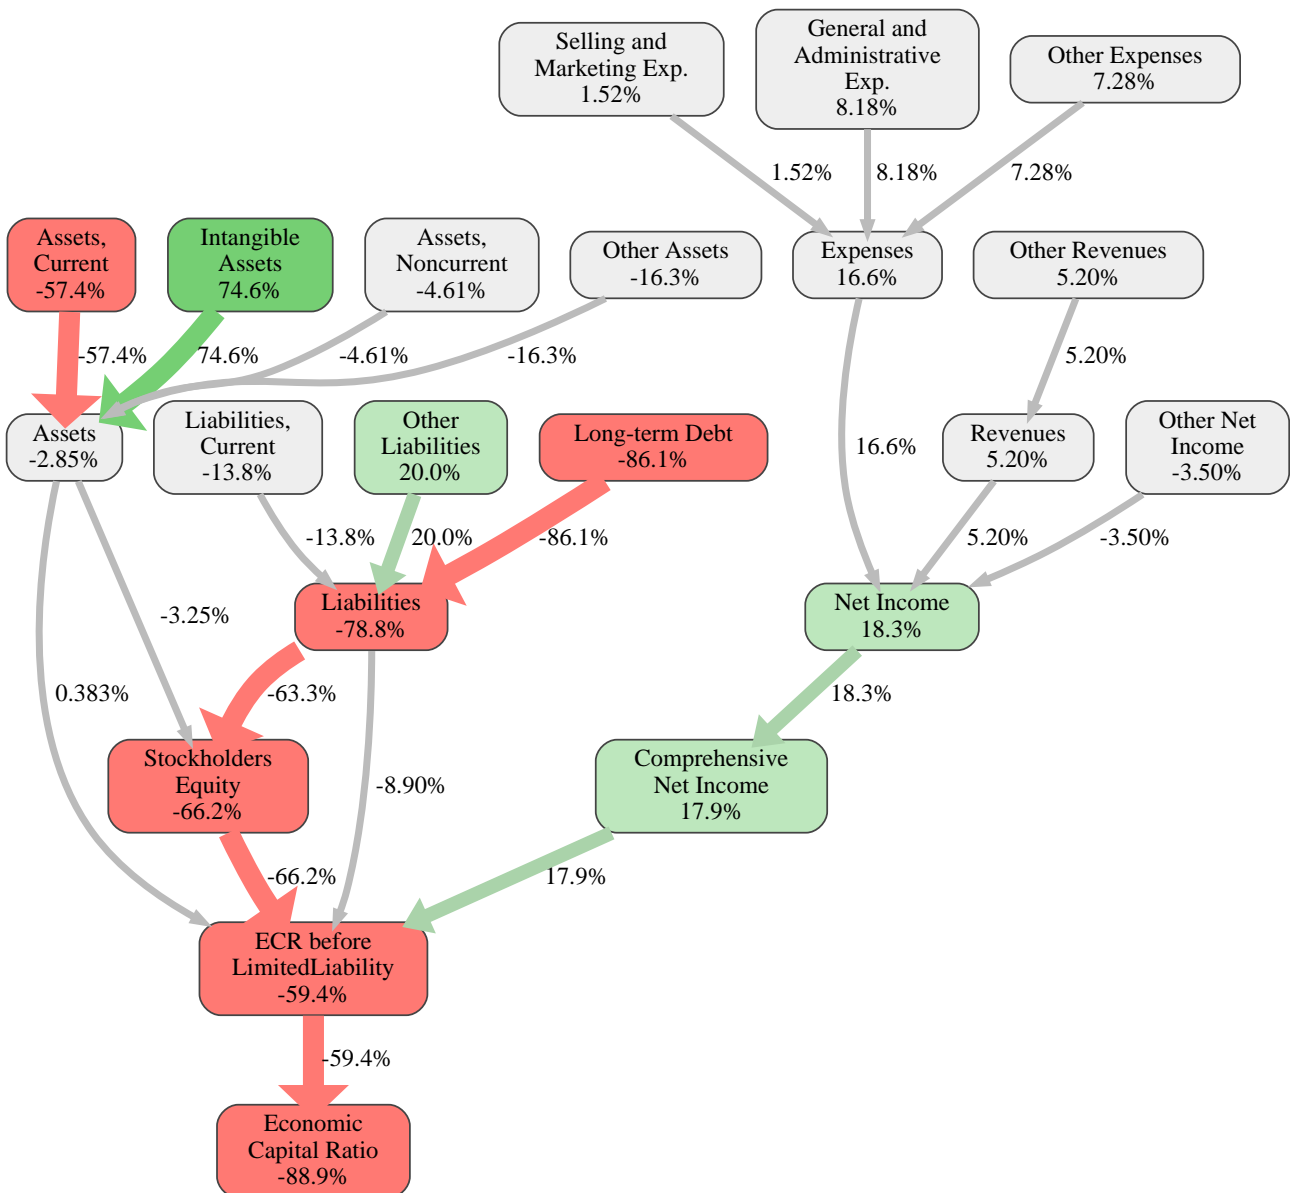 Selling and
Marketing Exp.
1.52%
General and
Administrative
Exp.
8.18%
Other Expenses
7.28%
1.52%
8.18%
7.28%
Assets,
Current
-57.4%
Intangible
Assets
74.6%
Assets,
Noncurrent
-4.61%
Other Assets
-16.3%
Expenses
16.6%
Other Revenues
5.20%
-57.4%
74.6%
-4.61%
-16.3%
5.20%
Assets
-2.85%
Liabilities,
Current
-13.8%
Other
Liabilities
20.0%
Long-term Debt
-86.1%
16.6%
Revenues
5.20%
Other Net
Income
-3.50%
-13.8%
20.0%
-86.1%
5.20%
-3.50%
-3.25%
Liabilities
-78.8%
Net Income
18.3%
0.383%
-63.3%
18.3%
Stockholders
Equity
-66.2%
-8.90%
Comprehensive
Net Income
17.9%
-66.2%
17.9%
ECR before
LimitedLiability
-59.4%
-59.4%
Economic
Capital Ratio
-88.9%